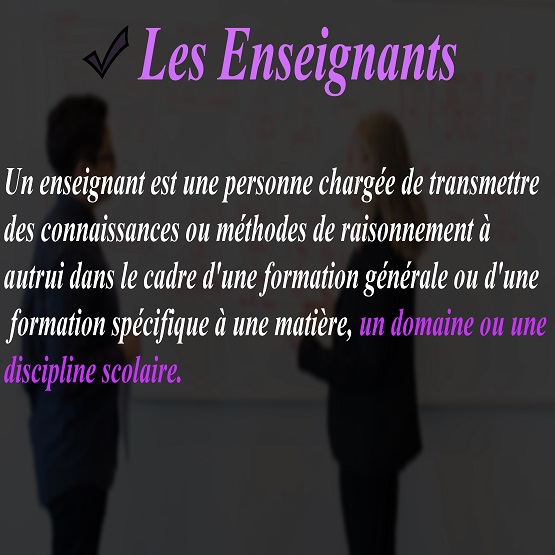 Les Enseignants
Un enseignant est une personne chargée de transmettre
des connaissances ou méthodes de raisonnement à
autrui dans le cadre d'une formation générale ou d'une
formation spécifique à une matière, un domaine ou une
discipline scolaire.